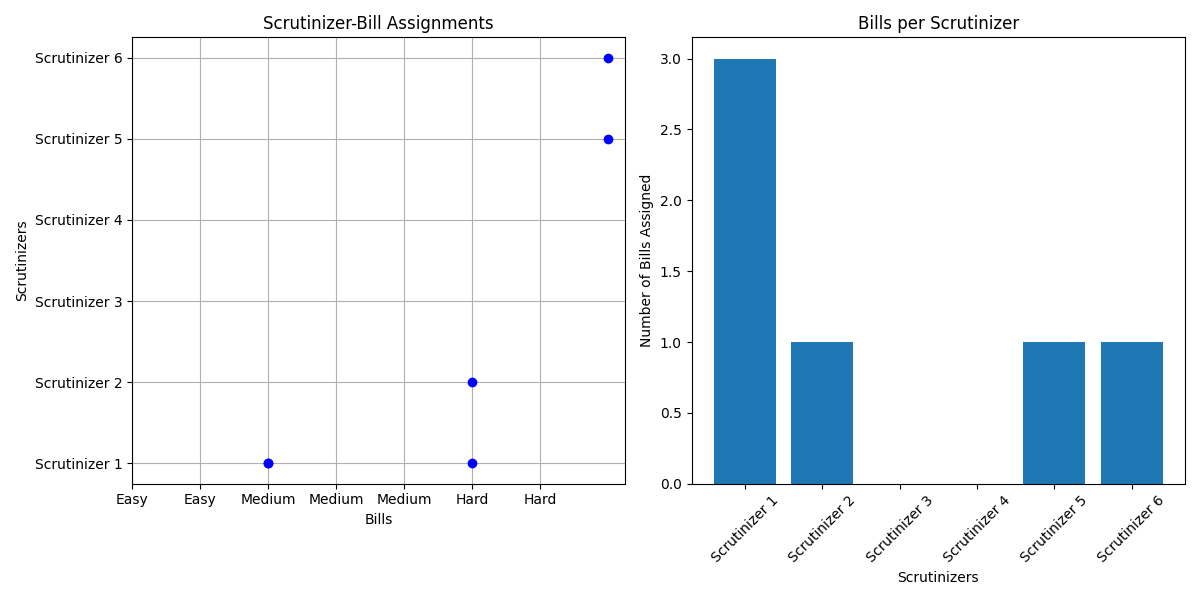 Scrutinizer-Bill Assignments
Scrutinizers
Scrutinizer 6
Scrutinizer 5
Scrutinizer 4
Scrutinizer 3
Scrutinizer 2
Scrutinizer 1
Easy Easy Medium Medium Medium Hard Hard
Bills
Bills per Scrutinizer
Number of Bills Assigned
3.0
2.5
2.0
1.5
1.0
0.5
0.0
Scrutinizer 1 Scrutinizer 2 Scrutinizer 3 Scrutinizer 4 Scrutinizer 5 Scrutinizer 6
Scrutinizers